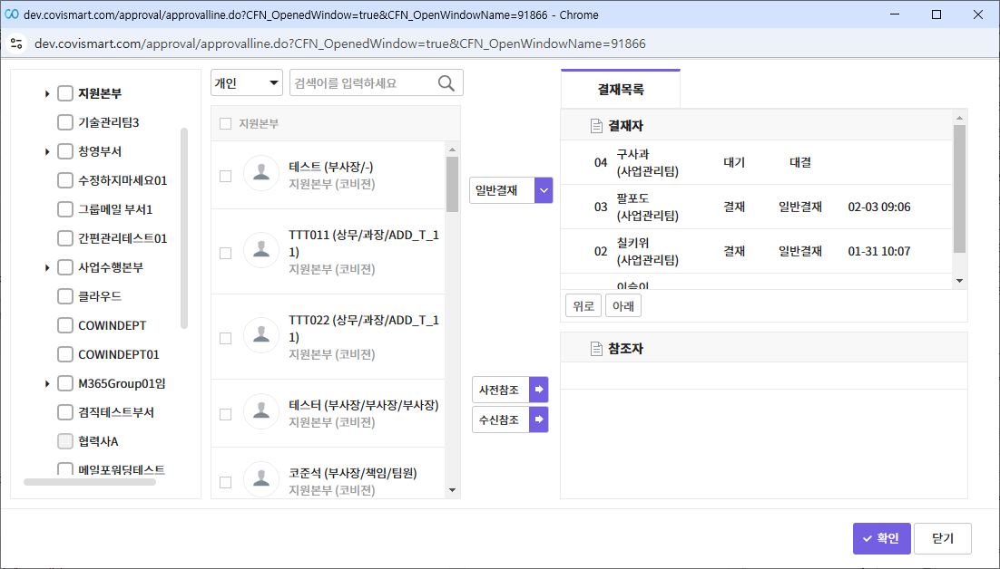 dev.covismart.com/approval/approvalline.do?CFN_OpenedWindow=true&CFN_OpenWindowName=91866 - Chrome
dev.covismart.com/approval/approvalline.do?CFN_OpenedWindow=true&CFN_OpenWindowName=91866
지원본부
기술관리팀3
창영부서
수정하지마세요01
그룹메일 부서1
간편관리테스트01
사업수행본부
클라우드
COWINDEPT
COWINDEPT01
M365Group01임
겸직테스트부서
협력사A
메일포워딩테스트
개인
검색어를 입력하세요
지원본부
테스트 (부사장/-)
지원본부 (코비전)
TTT011 (상무/과장/ADD_T_1
1)
지원본부 (코비전)
TTT022 (상무/과장/ADD_T_1
1)
지원본부 (코비전)
테스터 (부사장/부사장/부사장)
지원본부 (코비전)
코준석 (부사장/책임/팀원)
지원본부 (코비전)
일반결재
사전참조
수신참조
결재목록
결재자
04 구사과 (사업관리팀) 대기 대결
03 팔포도 (사업관리팀) 결재 일반결재 02-03 09:06
02 칠키위 (사업관리팀) 결재 일반결재 01-31 10:07
위로 아래
참조자
확인 닫기